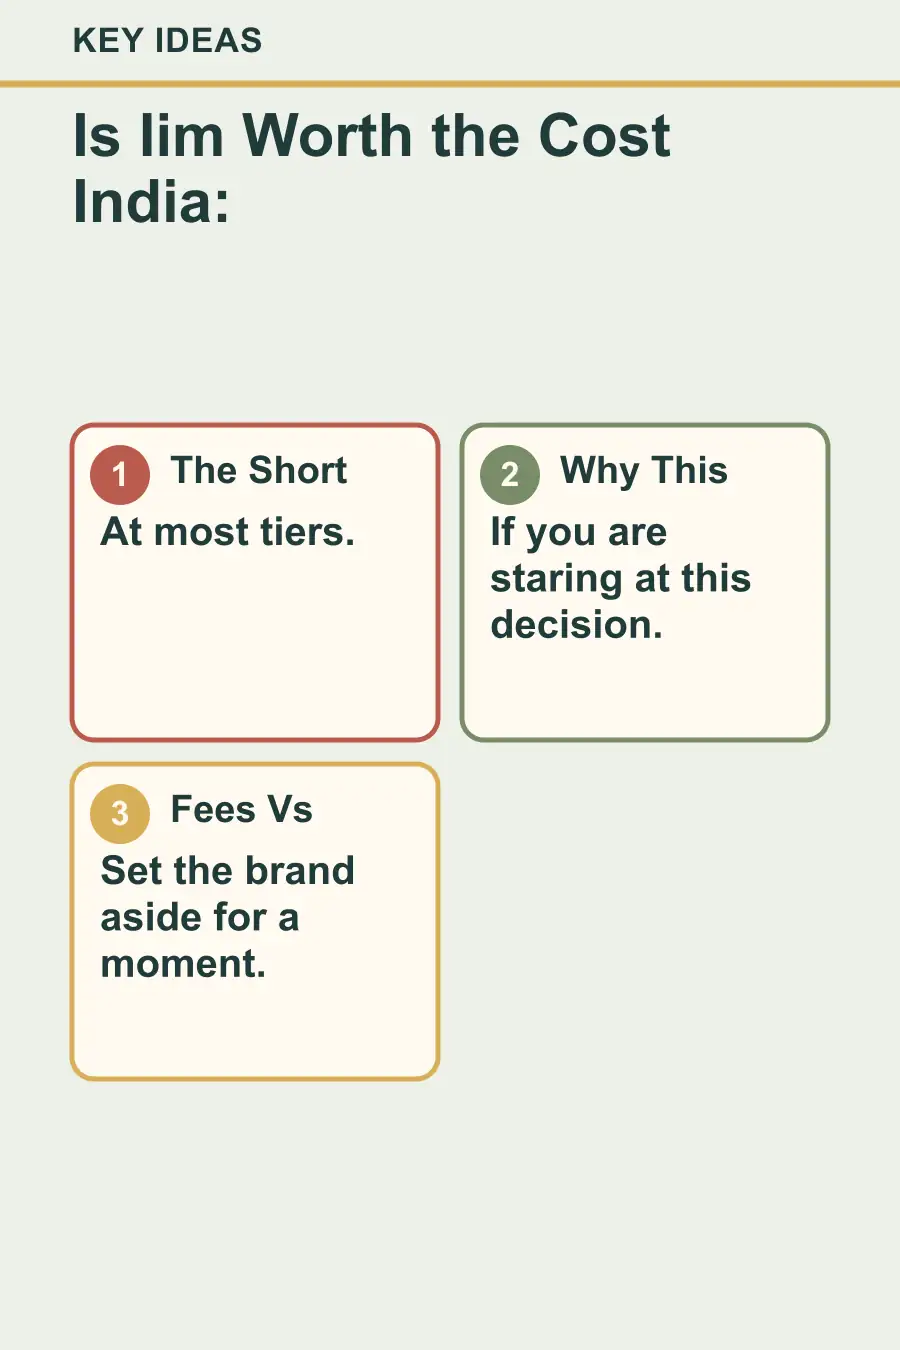 KEY IDEAS
Is Iim Worth the Cost
India:
1 The Short
At most tiers.
2 Why This
If you are
staring at this
decision.
3 Fees Vs
Set the brand
aside for a
moment.